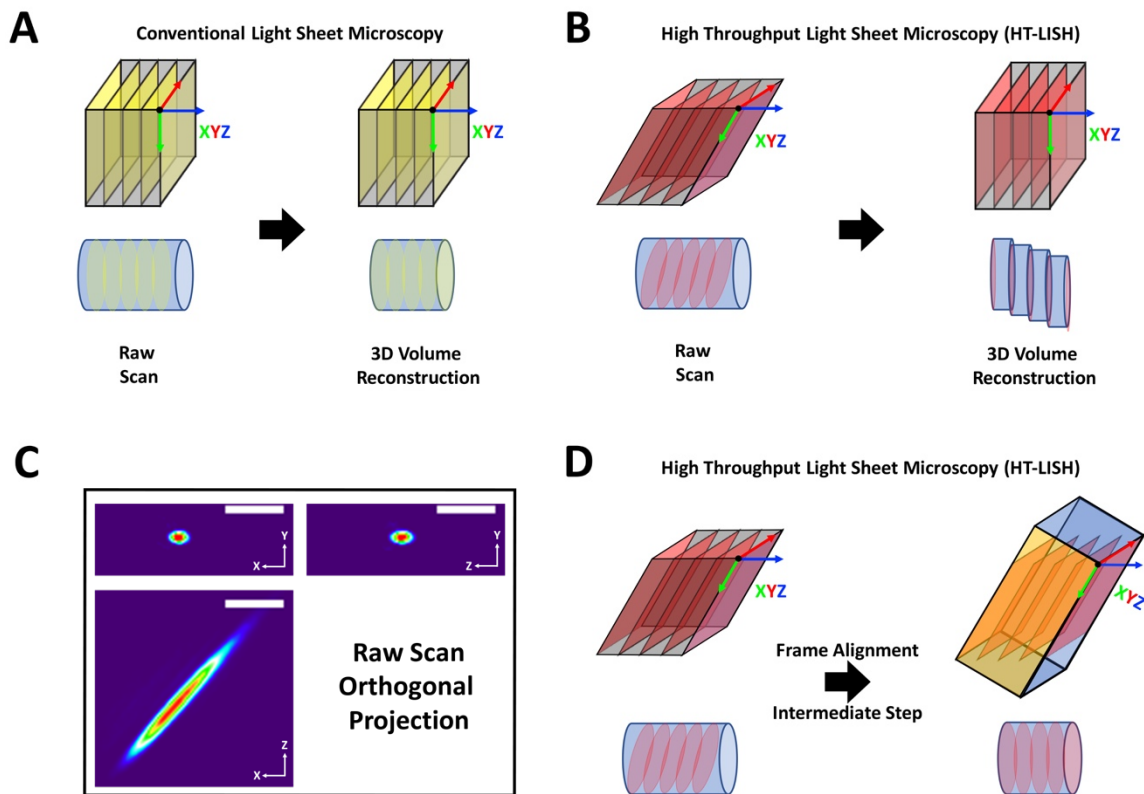 A
Conventional Light Sheet Microscopy
XYZ
XYZ
Raw
Scan
3D Volume
Reconstruction
B
High Throughput Light Sheet Microscopy (HT-LISH)
XYZ
XYZ
Raw
Scan
3D Volume
Reconstruction
C
Y
X
Y
Z
Z
X
Raw Scan
Orthogonal
Projection
D
High Throughput Light Sheet Microscopy (HT-LISH)
XYZ
XYZ
Frame Alignment
Intermediate Step